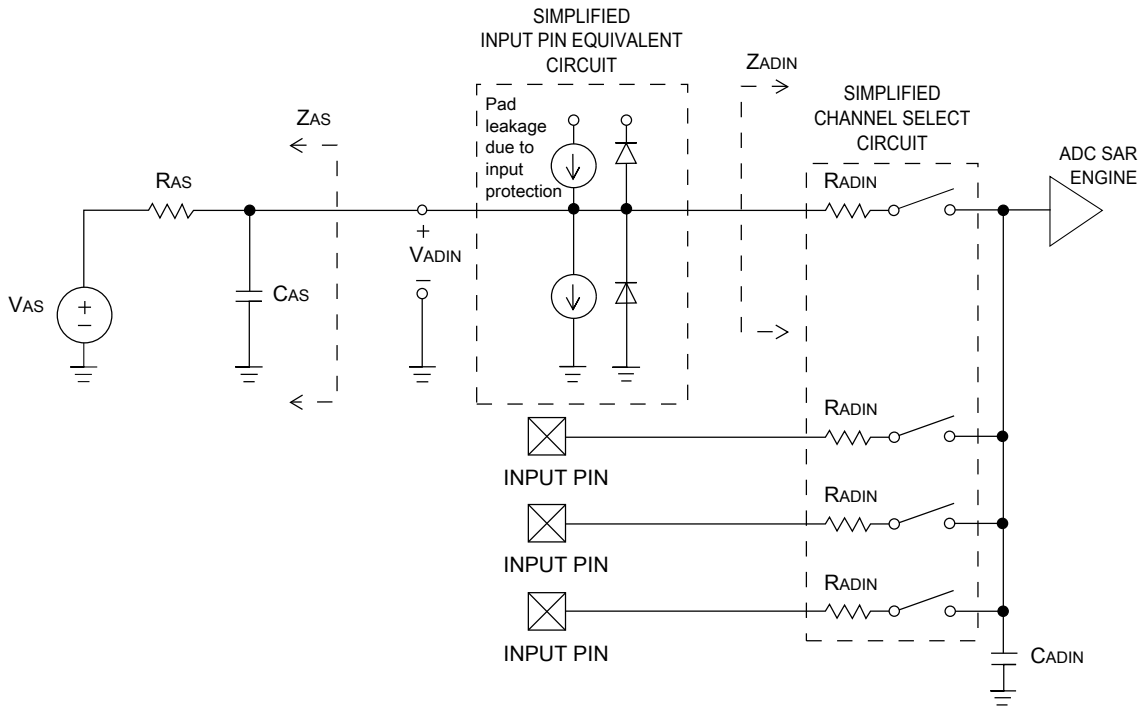 SIMPLIFIED
INPUT PIN EQUIVALENT
CIRCUIT
Pad
leakage
due to
input
protection
ZADIN
SIMPLIFIED
CHANNEL SELECT
CIRCUIT
ADC SAR
ENGINE
ZAS
RAS
RADIN
+
VADIN
–
VAS
+
–
CAS
RADIN
INPUT PIN
RADIN
INPUT PIN
RADIN
INPUT PIN
CADIN